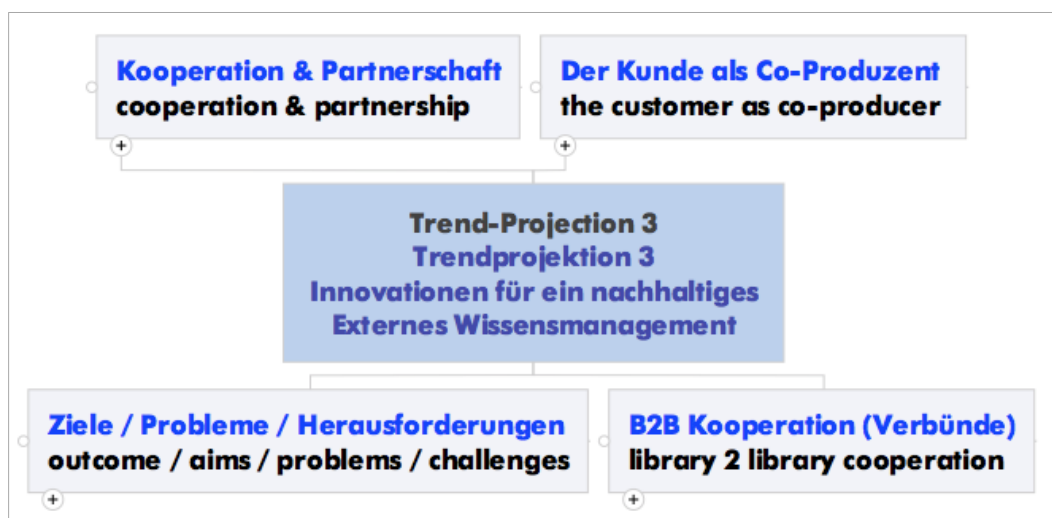 Kooperation & Partnerschaft
cooperation & partnership
Der Kunde als Co-Produzent
the customer as co-producer
Trend-Projection 3
Trendprojektion 3
Innovationen für ein nachhaltiges
Externes Wissensmanagement
Ziele / Probleme / Herausforderungen
outcome / aims / problems / challenges
B2B Kooperation (Verbünde)
library 2 library cooperation